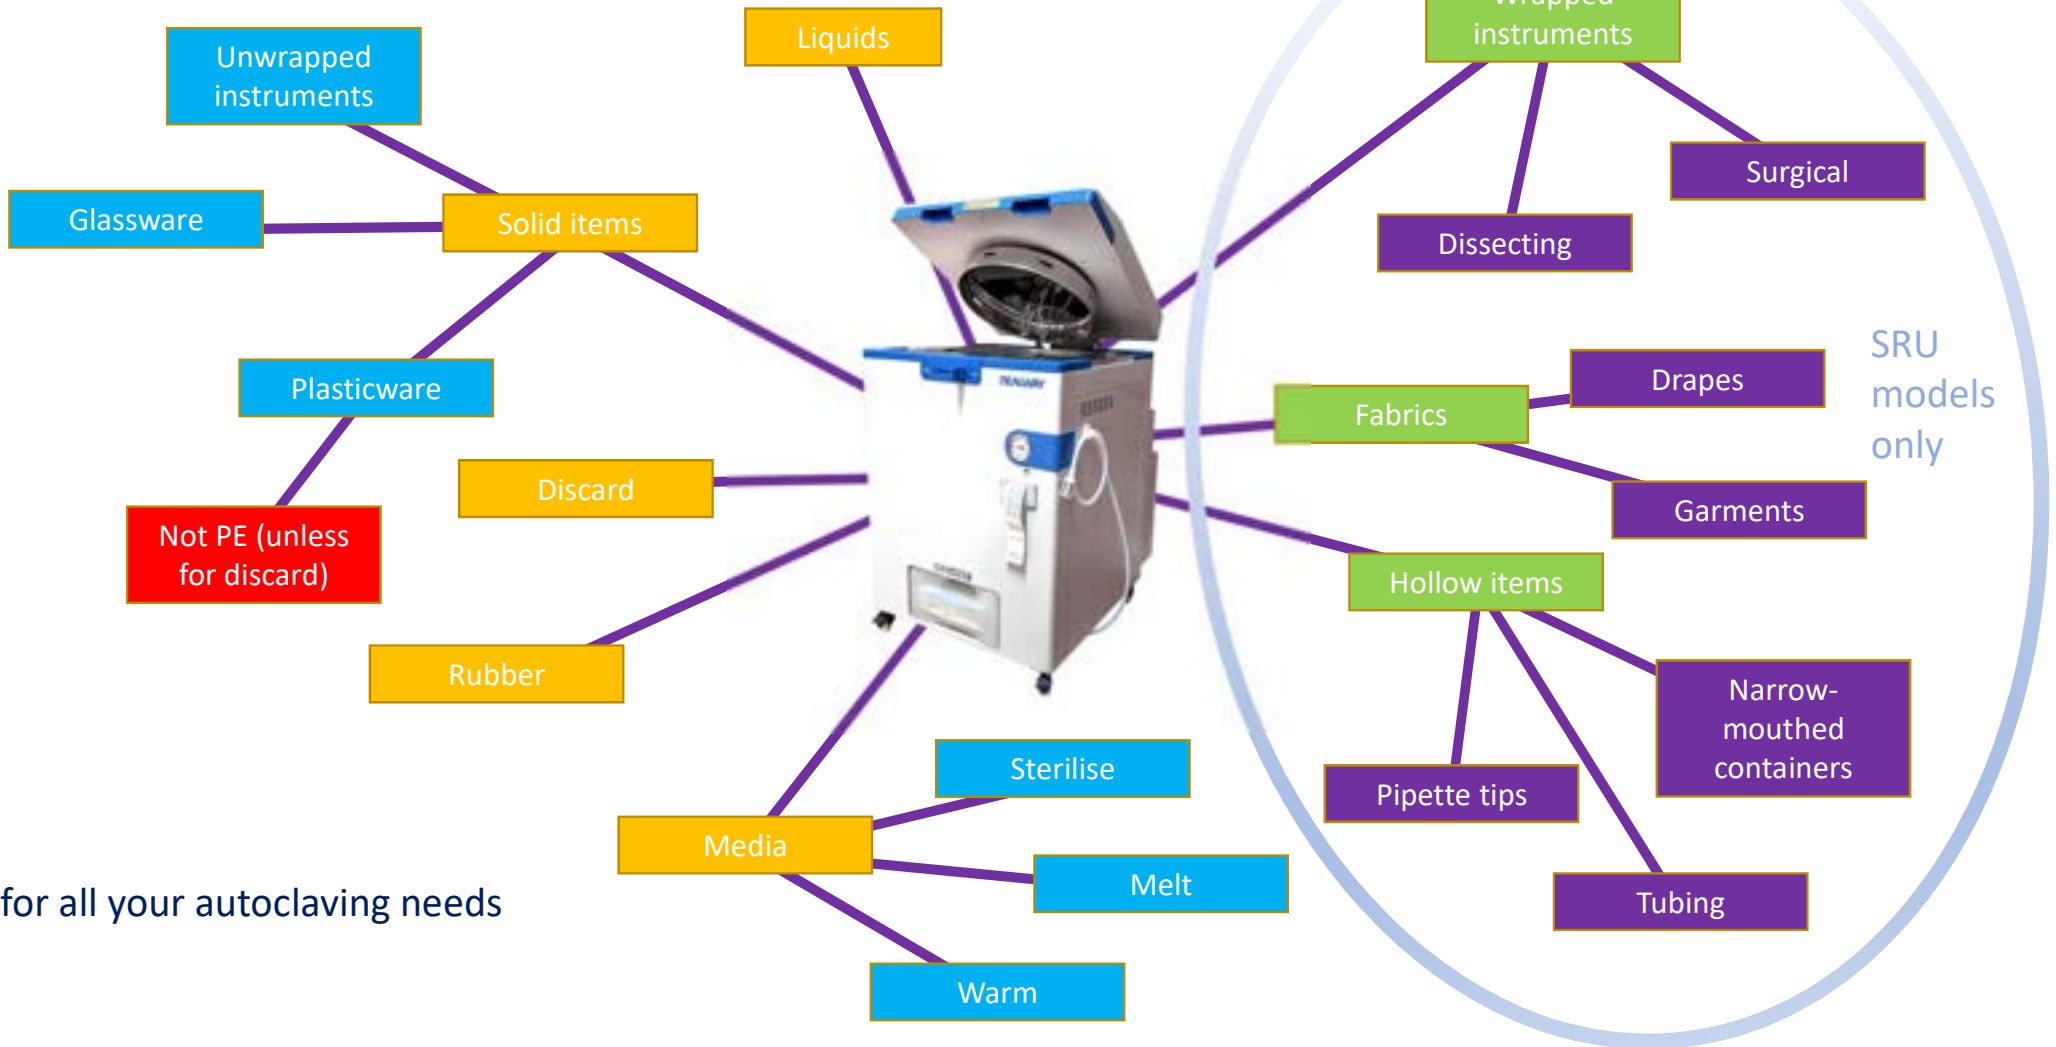 Wrapped
instruments
Liquids
Unwrapped
instruments
Surgical
Glassware
Solid items
Dissecting
SRU
models
only
Drapes
Plasticware
Fabrics
Discard
Garments
Not PE (unless
for discard)
Hollow items
Rubber
Narrow-
mouthed
containers
Sterilise
Pipette tips
Media
Melt
for all your autoclaving needs
Tubing
Warm